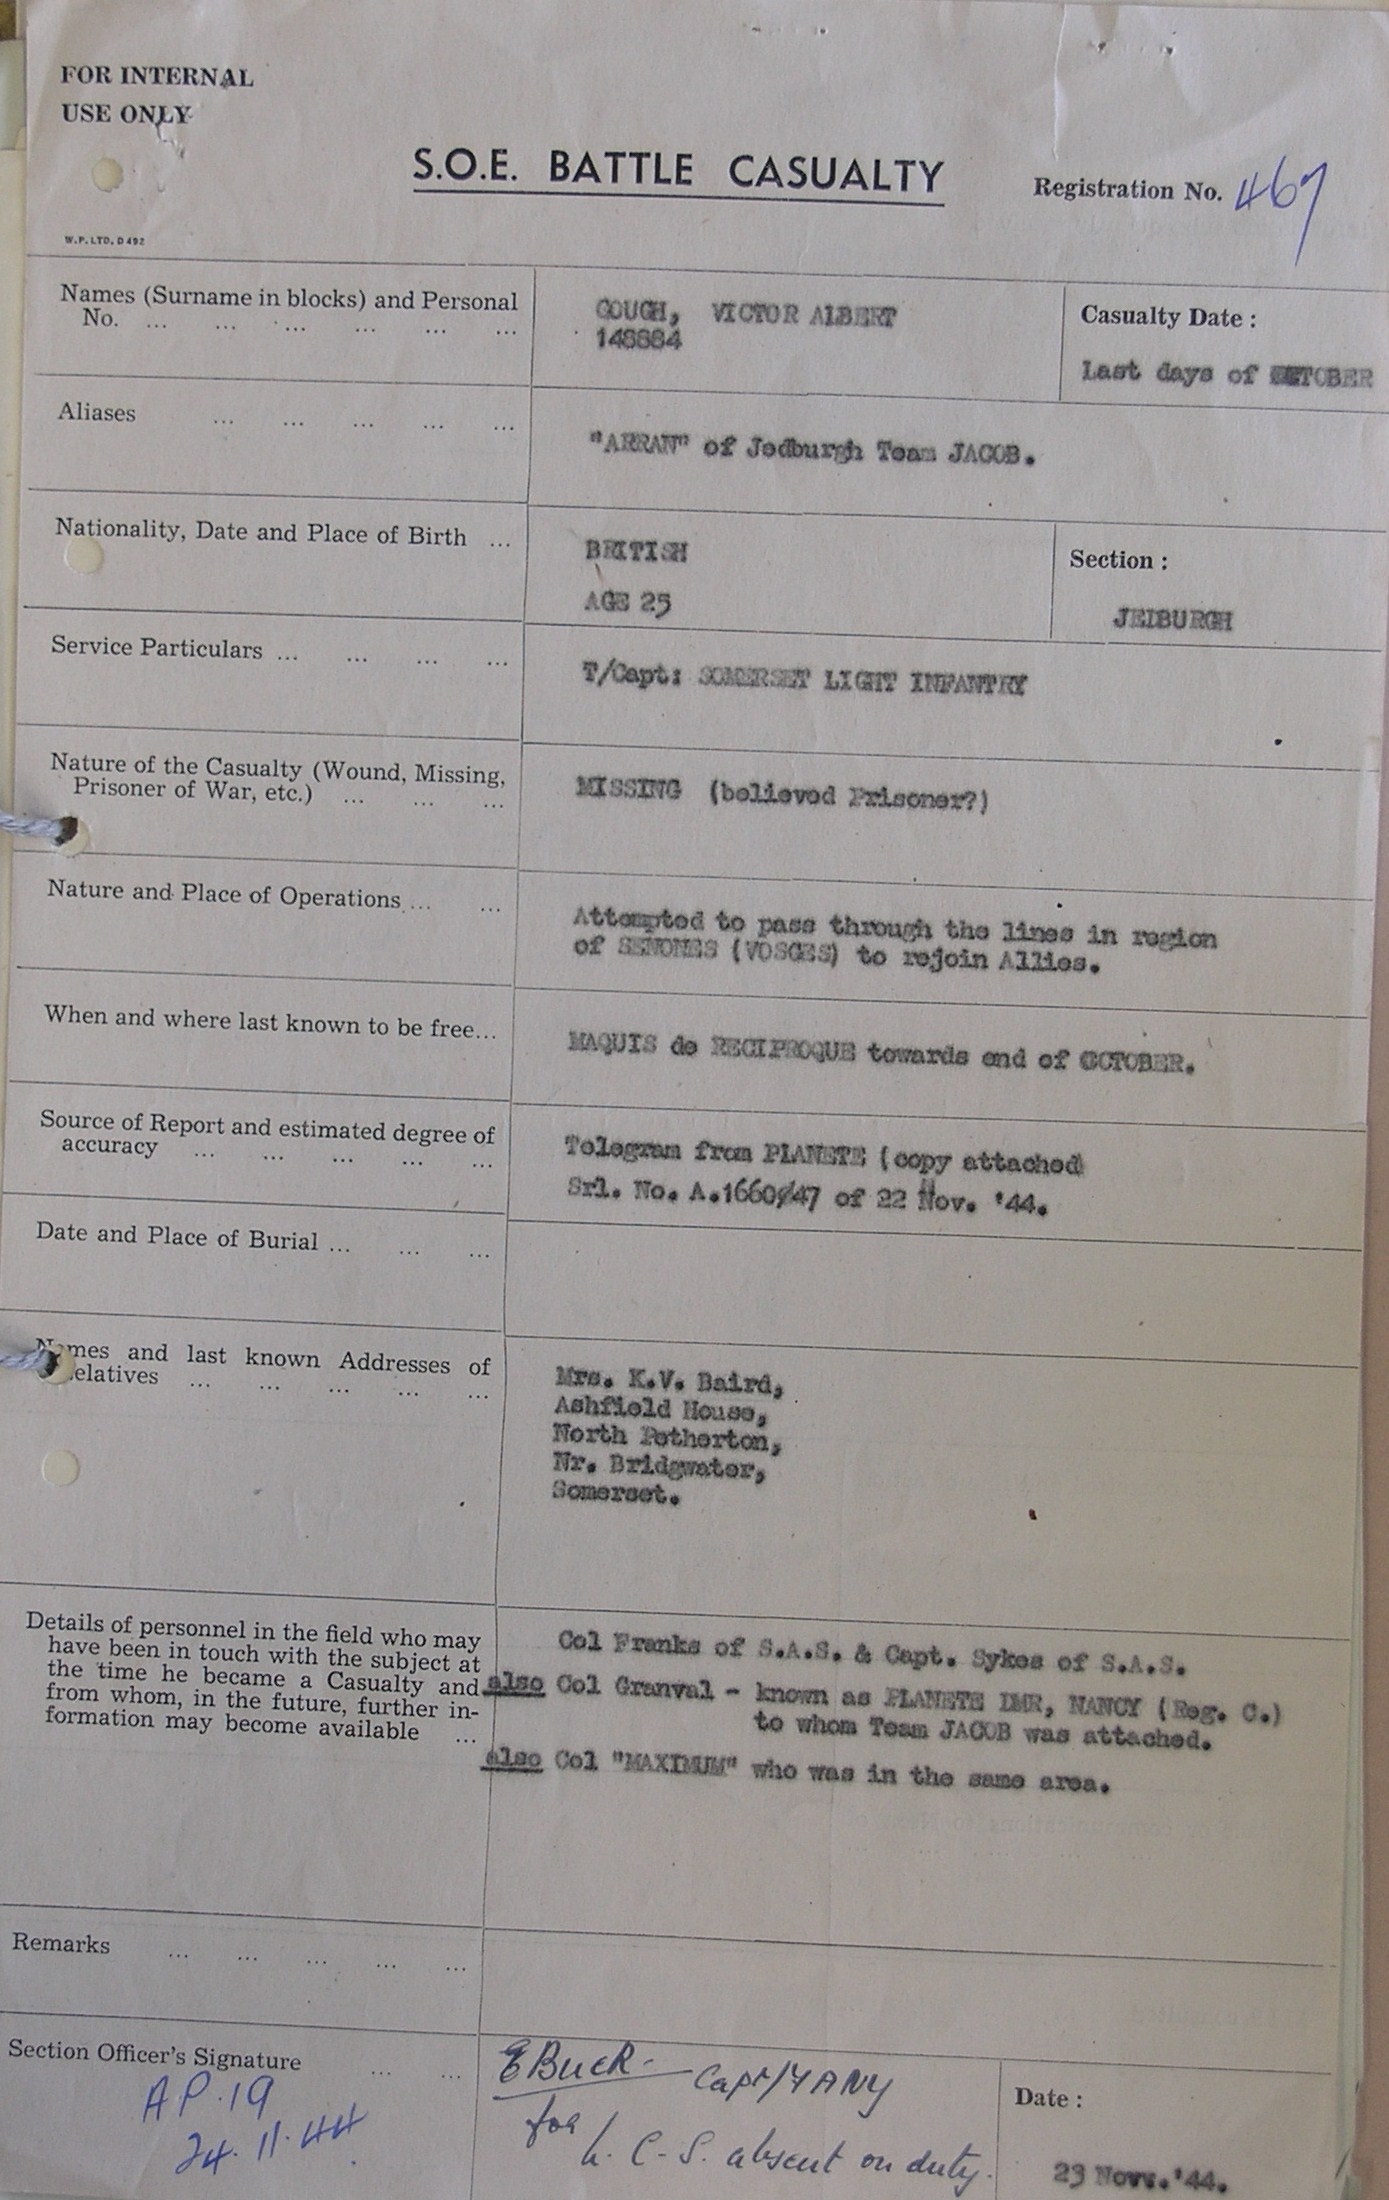 FOR INTERNAL
USE ONLY
S.O.E. BATTLE CASUALTY
Registration No. 467
W.P. LTD. D 492
Names (Surname in blocks) and Personal
No. ... ... ... ... ... ...
GOUGH, VICTOR ALBERT
148884
Casualty Date :
Last days of OCTOBER
Aliases ... ... ... ... ...
"ARRAN" of Jedburgh Team JACOB.
Nationality, Date and Place of Birth ...
BRITISH
AGE 25
Section :
JEDBURGH
Service Particulars ... ... ... ...
T/Capt: SOMERSET LIGHT INFANTRY
Nature of the Casualty (Wound, Missing,
Prisoner of War, etc.) ... ... ...
MISSING (believed Prisoner?)
Nature and Place of Operations ... ...
Attempted to pass through the lines in region
of SENONES (VOSGES) to rejoin Allies.
When and where last known to be free...
MAQUIS de RECIPROQUE towards end of OCTOBER.
Source of Report and estimated degree of
accuracy ... ... ... ... ...
Telegram from PLANETE (copy attached)
Srl. No. A.1660/47 of 22 Nov. '44.
Date and Place of Burial ... ... ...
Names and last known Addresses of
Relatives ... ... ... ... ...
Mrs. K.V. Baird,
Ashfield House,
North Petherton,
Nr. Bridgwater,
Somerset.
Details of personnel in the field who may
have been in touch with the subject at
the time he became a Casualty and
from whom, in the future, further in-
formation may become available ...
Col Franks of S.A.S. & Capt. Sykes of S.A.S.
also Col Granval - known as PLANETE DMR, NANCY (Reg. C.)
to whom Team JACOB was attached.
also Col "MAXIMUM" who was in the same area.
Remarks ... ... ... ... ...
Section Officer's Signature ... ...
A P . 19
24. 11. 44
E Buck - Capt/FANY
for h. C - S. absent on duty.
Date :
23 Nov.'44.